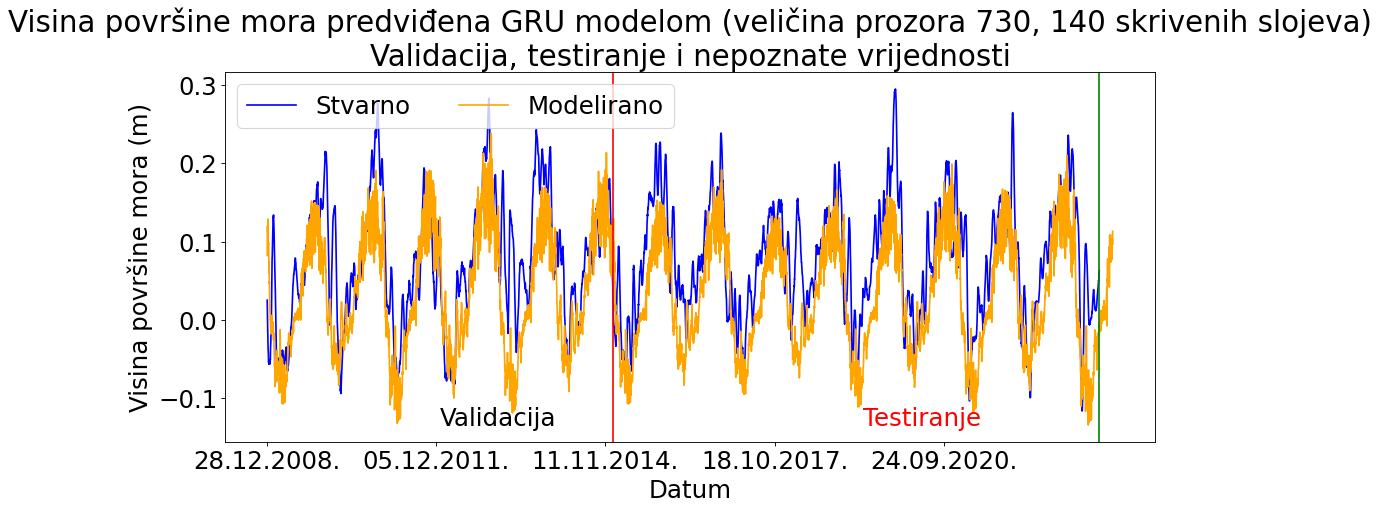 Visina površine mora predviđena GRU modelom (veličina prozora 730, 140 skrivenih slojeva)
Validacija, testiranje i nepoznate vrijednosti
Stvarno
Modelirano
Visina površine mora (m)
0.3
0.2
0.1
0.0
−0.1
Validacija
Testiranje
28.12.2008.
05.12.2011.
11.11.2014.
18.10.2017.
24.09.2020.
Datum